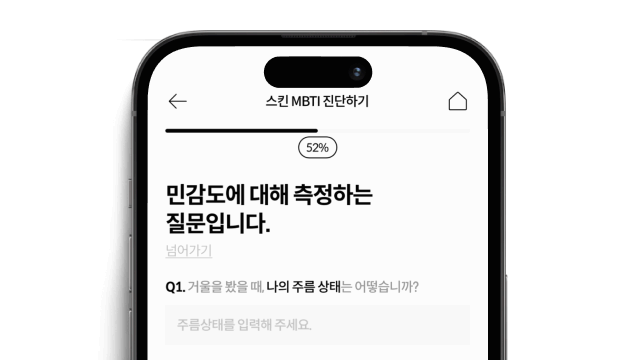 스킨 MBTI 진단하기
52%
민감도에 대해 측정하는
질문입니다.
넘어가기
Q1. 거울을 봤을 때, 나의 주름 상태는 어떻습니까?
주름상태를 입력해 주세요.